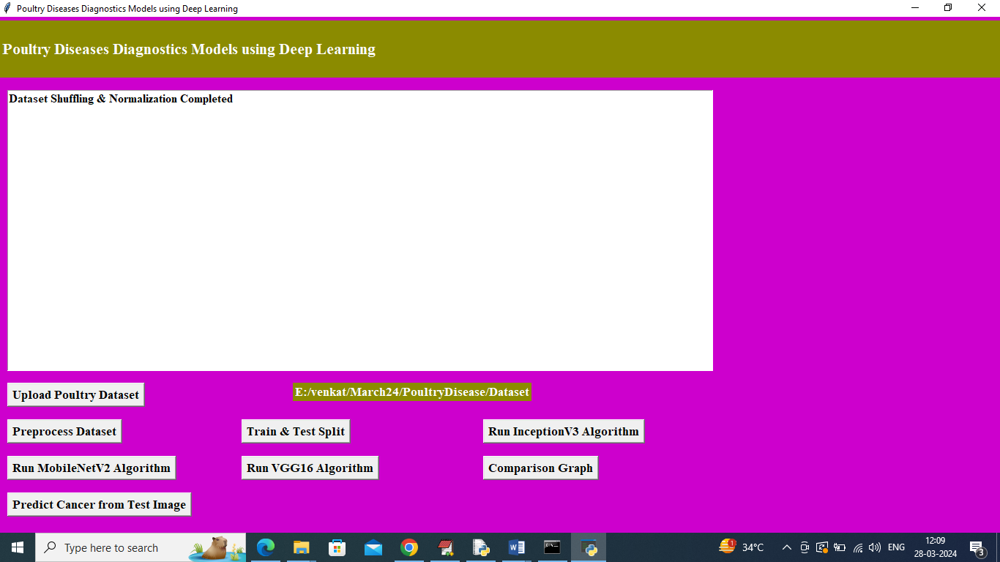 Poultry Diseases Diagnostics Models using Deep Learning
Poultry Diseases Diagnostics Models using Deep Learning
Dataset Shuffling & Normalization Completed
Upload Poultry Dataset
E:/venkat/March24/PoultryDisease/Dataset
Preprocess Dataset
Train & Test Split
Run InceptionV3 Algorithm
Run MobileNetV2 Algorithm
Run VGG16 Algorithm
Comparison Graph
Predict Cancer from Test Image
Type here to search
1
34°C
ENG
12:09
28-03-2024
3